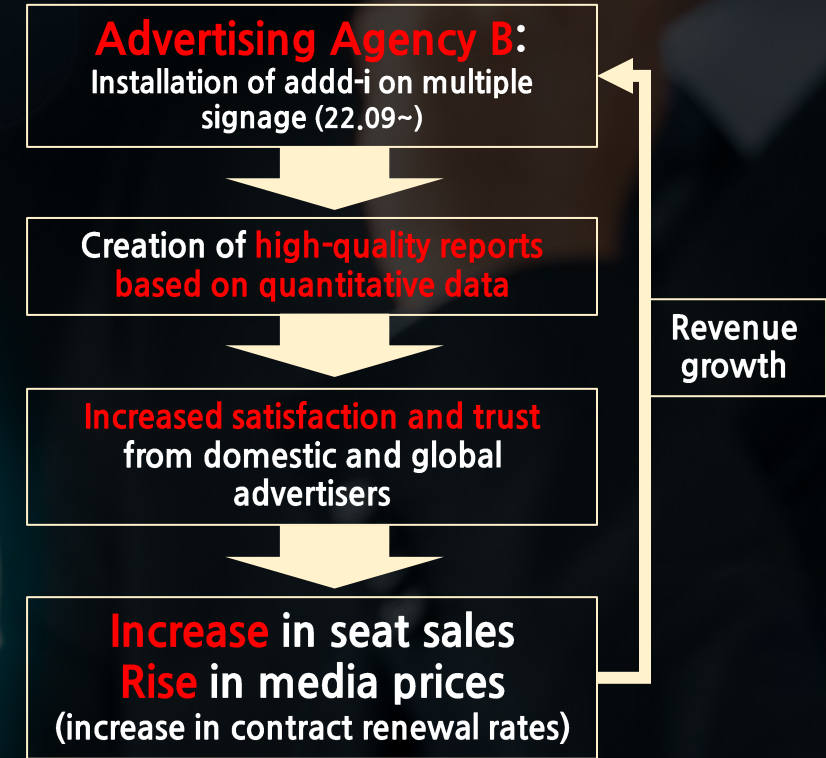 Advertising Agency B:
Installation of addd-i on multiple
signage (22.09~)
Creation of high-quality reports
based on quantitative data
Increased satisfaction and trust
from domestic and global
advertisers
Increase in seat sales
Rise in media prices
(increase in contract renewal rates)
Revenue
growth